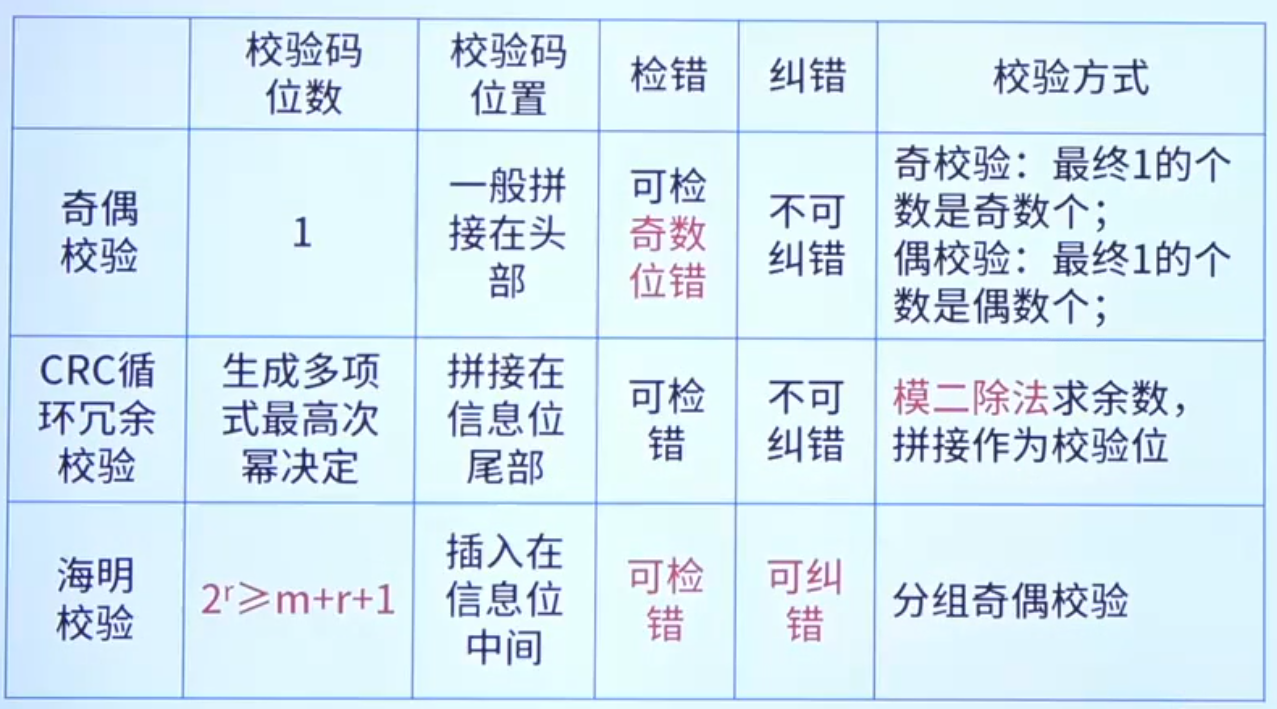 校验码
位数
校验码
位置
检错
纠错
校验方式
奇偶
校验
1
一般拼
接在头
部
可检
奇数
位错
不可
纠错
奇校验：最终1的个
数是奇数个；
偶校验：最终1的个
数是偶数个；
CRC循
环冗余
校验
生成多项
式最高次
幂决定
拼接在
信息位
尾部
可检
错
不可
纠错
模二除法求余数，
拼接作为校验位
海明
校验
2ʳ≥m+r+1
插入在
信息位
中间
可检
错
可纠
错
分组奇偶校验